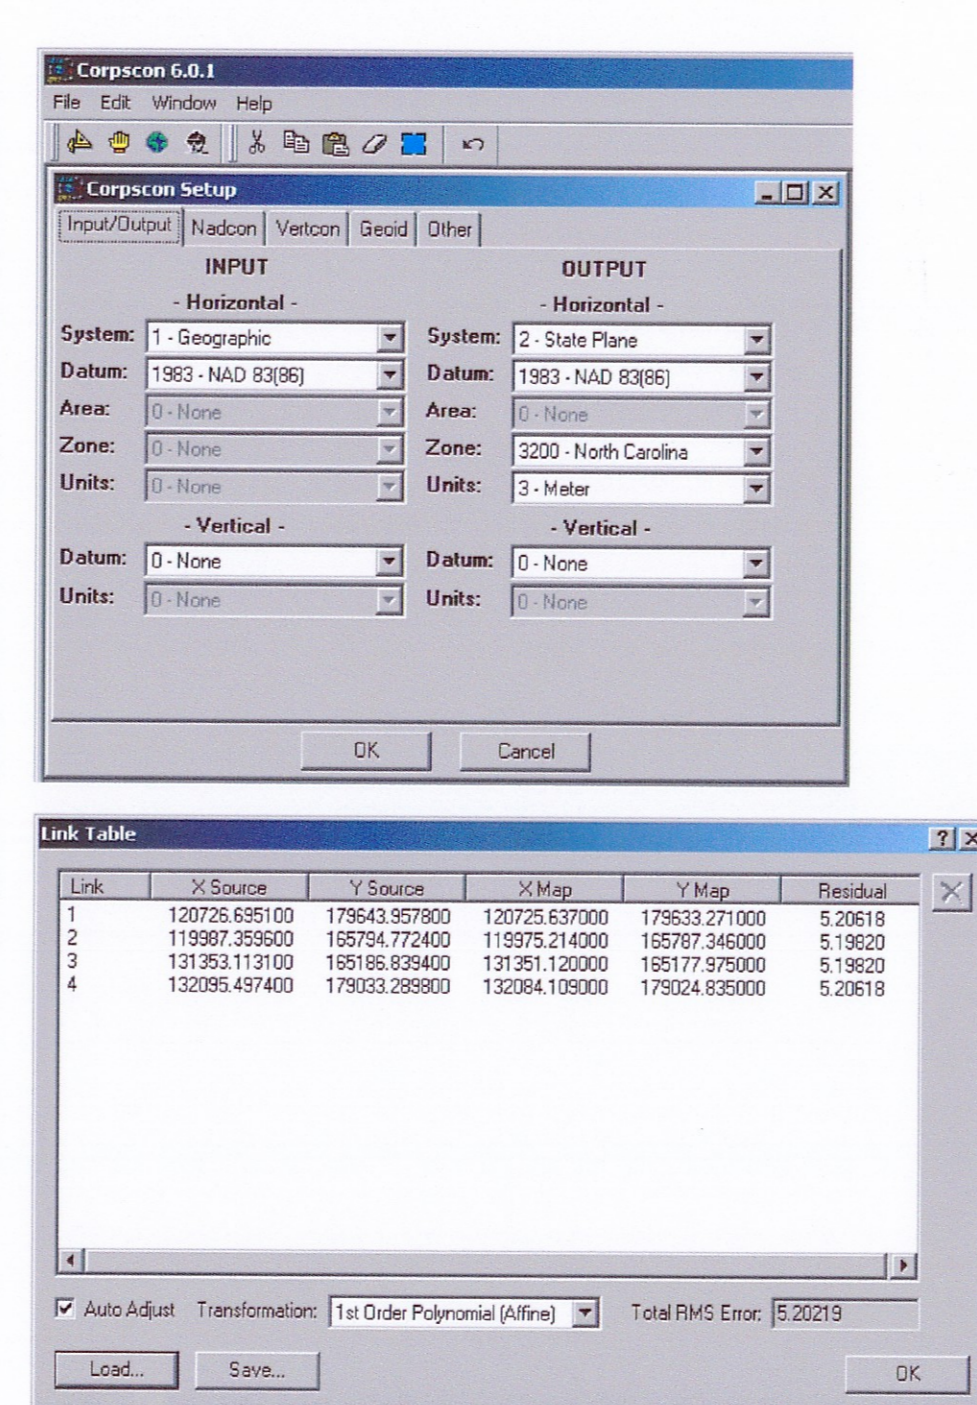 Corpscon 6.0.1
File Edit Window Help
Corpscon Setup
Input/Output Nadcon Vertcon Geoid Other
INPUT OUTPUT
- Horizontal - - Horizontal -
System: 1 - Geographic System: 2 - State Plane
Datum: 1983 - NAD 83(86) Datum: 1983 - NAD 83(86)
Area: 0 - None Area: 0 - None
Zone: 0 - None Zone: 3200 - North Carolina
Units: 0 - None Units: 3 - Meter
- Vertical - - Vertical -
Datum: 0 - None Datum: 0 - None
Units: 0 - None Units: 0 - None
OK Cancel
Link Table
Link X Source Y Source X Map Y Map Residual
1 120726.695100 179643.957800 120725.637000 179633.271000 5.20618
2 119987.359600 165794.772400 119975.214000 165787.346000 5.19820
3 131353.113100 165186.839400 131351.120000 165177.975000 5.19820
4 132095.497400 179033.289800 132084.109000 179024.835000 5.20618
Auto Adjust Transformation: 1st Order Polynomial (Affine) Total RMS Error: 5.20219
Load... Save... OK